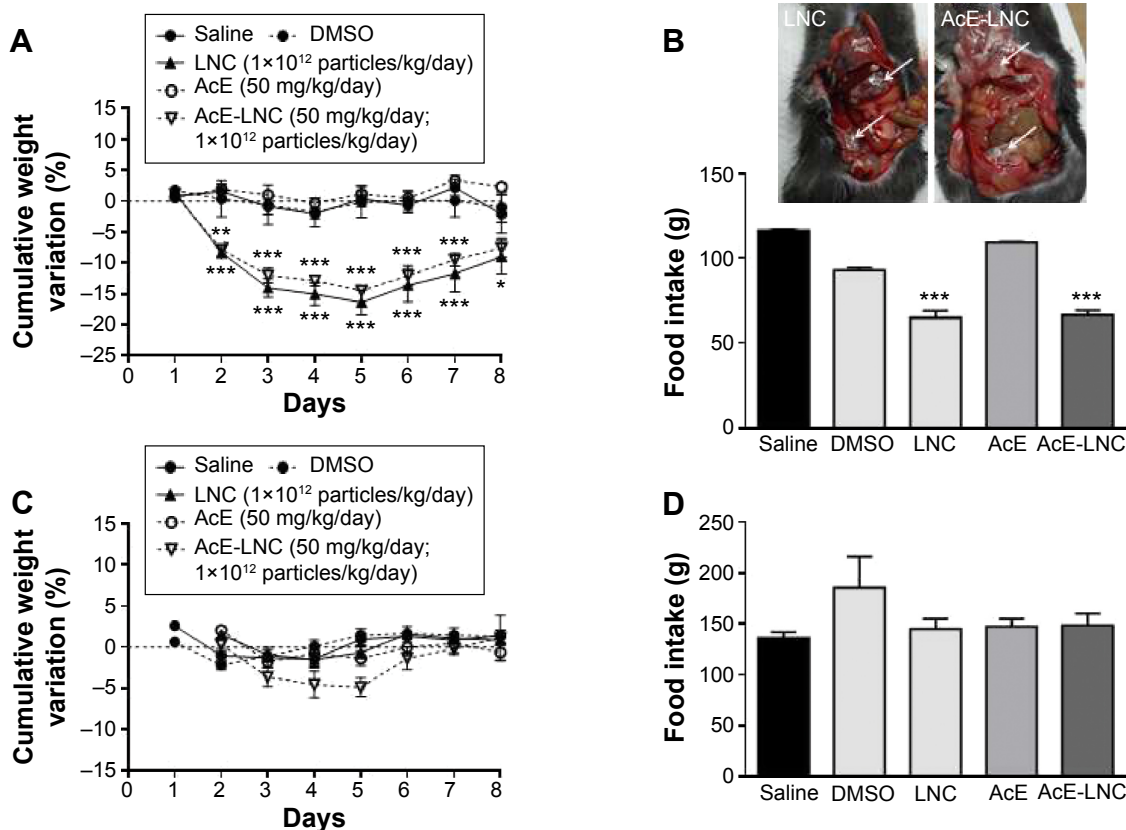 A
Saline DMSO
LNC (1×10¹² particles/kg/day)
AcE (50 mg/kg/day)
AcE-LNC (50 mg/kg/day;
1×10¹² particles/kg/day)
Cumulative weight
variation (%)
15
10
5
0
–5
–10
–15
–20
–25
** *** *** *** *** ***
*** *** *** *** *** *** *
0 1 2 3 4 5 6 7 8
Days
B
LNC
AcE-LNC
Food intake (g)
150
100
50
0
*** ***
Saline DMSO LNC AcE AcE-LNC
C
Saline DMSO
LNC (1×10¹² particles/kg/day)
AcE (50 mg/kg/day)
AcE-LNC (50 mg/kg/day;
1×10¹² particles/kg/day)
Cumulative weight
variation (%)
15
10
5
0
–5
–10
–15
0 1 2 3 4 5 6 7 8
Days
D
Food intake (g)
250
200
150
100
50
0
Saline DMSO LNC AcE AcE-LNC